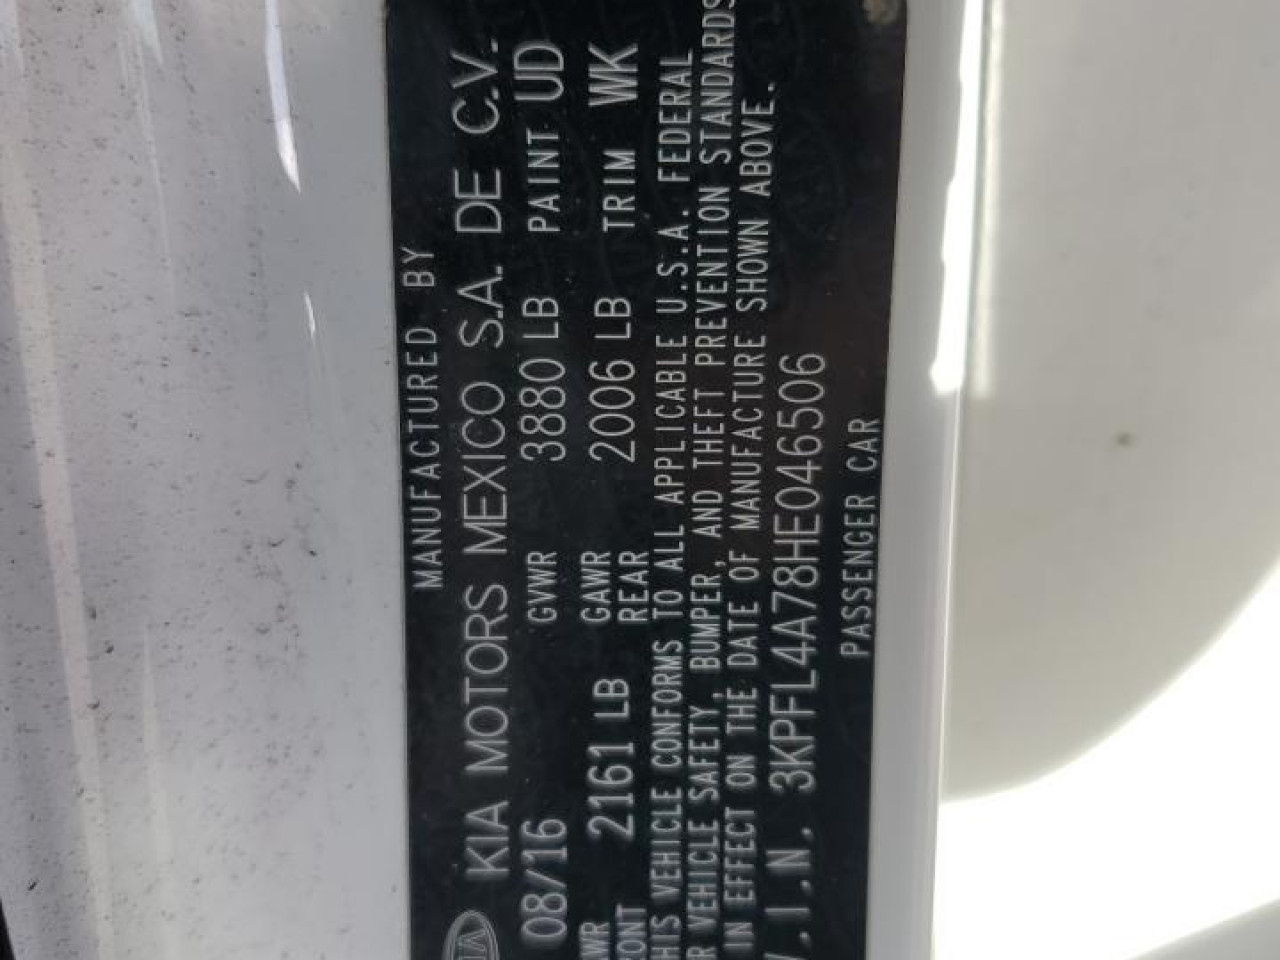 MANUFACTURED BY
KIA MOTORS MEXICO S.A. DE C.V.
08/16 GVWR 3880 LB PAINT UD
2161 LB GAWR REAR 2006 LB TRIM WK
VEHICLE CONFORMS TO ALL APPLICABLE U.S.A. FEDERAL
VEHICLE SAFETY, BUMPER, AND THEFT PREVENTION STANDARDS
IN EFFECT ON THE DATE OF MANUFACTURE SHOWN ABOVE.
V.I.N. 3KPFL4A78HE046506
PASSENGER CAR